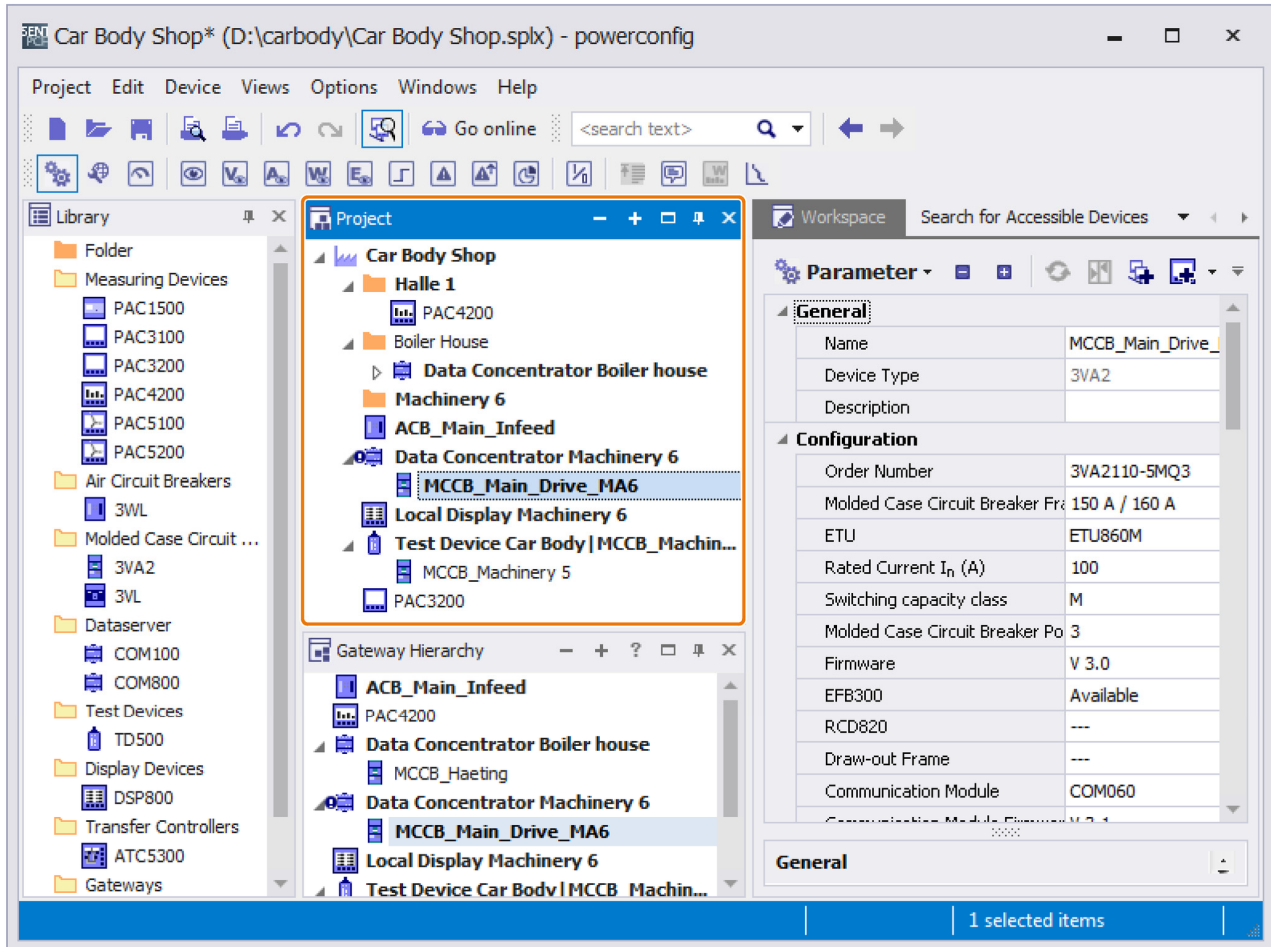 Car Body Shop* (D:\carbody\Car Body Shop.splx) - powerconfig
Project Edit Device Views Options Windows Help
Go online <search text>
Library
Folder
Measuring Devices
PAC1500
PAC3100
PAC3200
PAC4200
PAC5100
PAC5200
Air Circuit Breakers
3WL
Molded Case Circuit ...
3VA2
3VL
Dataserver
COM100
COM800
Test Devices
TD500
Display Devices
DSP800
Transfer Controllers
ATC5300
Gateways
Project
Car Body Shop
Halle 1
PAC4200
Boiler House
Data Concentrator Boiler house
Machinery 6
ACB_Main_Infeed
Data Concentrator Machinery 6
MCCB_Main_Drive_MA6
Local Display Machinery 6
Test Device Car Body|MCCB_Machin...
MCCB_Machinery 5
PAC3200
Gateway Hierarchy
ACB_Main_Infeed
PAC4200
Data Concentrator Boiler house
MCCB_Haeting
Data Concentrator Machinery 6
MCCB_Main_Drive_MA6
Local Display Machinery 6
Test Device Car Body|MCCB_Machin...
Workspace Search for Accessible Devices
Parameter
General
Name MCCB_Main_Drive_
Device Type 3VA2
Description
Configuration
Order Number 3VA2110-5MQ3
Molded Case Circuit Breaker Fra 150 A / 160 A
ETU ETU860M
Rated Current In (A) 100
Switching capacity class M
Molded Case Circuit Breaker Po 3
Firmware V 3.0
EFB300 Available
RCD820 ---
Draw-out Frame ---
Communication Module COM060
Communication Module Firmwar V 3.1
General
1 selected items